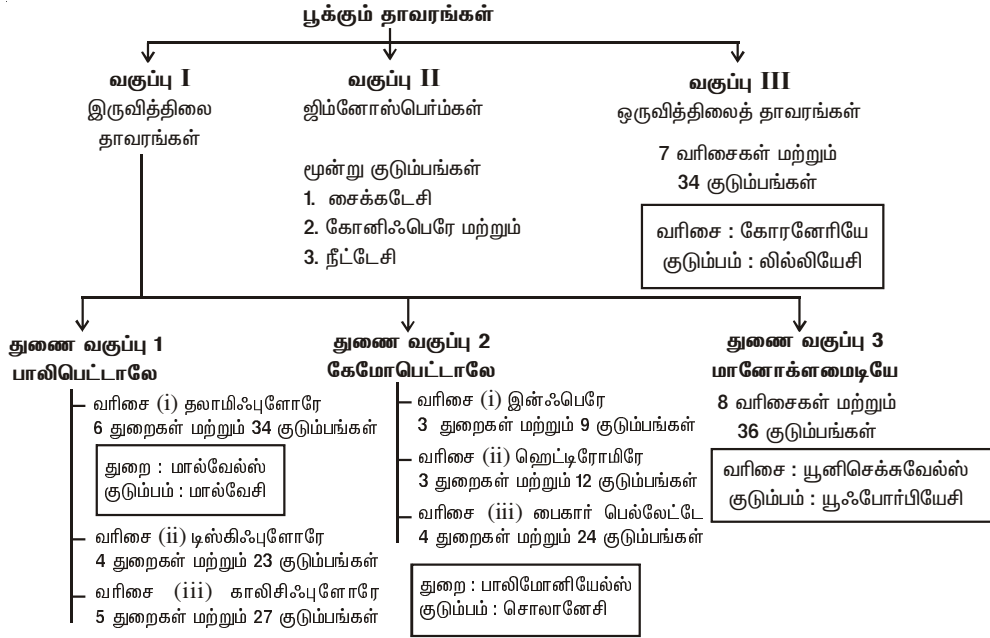 பூக்கும் தாவரங்கள்
வகுப்பு I
இருவித்திலை
தாவரங்கள்
வகுப்பு II
ஜிம்னோஸ்பெர்ம்கள்
மூன்று குடும்பங்கள்
1. சைக்கடேசி
2. கோனிஃபெரே மற்றும்
3. நீட்டேசி
வகுப்பு III
ஒருவித்திலைத் தாவரங்கள்
7 வரிசைகள் மற்றும்
34 குடும்பங்கள்
வரிசை : கோரனேரியே
குடும்பம் : லில்லியேசி
துணை வகுப்பு 1
பாலிபெட்டாலே
வரிசை (i) தலாமிஃபுளோரே
6 துறைகள் மற்றும் 34 குடும்பங்கள்
துறை : மால்வேல்ஸ்
குடும்பம் : மால்வேசி
வரிசை (ii) டிஸ்கிஃபுளோரே
4 துறைகள் மற்றும் 23 குடும்பங்கள்
வரிசை (iii) காலிசிஃபுளோரே
5 துறைகள் மற்றும் 27 குடும்பங்கள்
துணை வகுப்பு 2
கேமோபெட்டாலே
வரிசை (i) இன்ஃபெரே
3 துறைகள் மற்றும் 9 குடும்பங்கள்
வரிசை (ii) ஹெட்டிரோமிரே
3 துறைகள் மற்றும் 12 குடும்பங்கள்
வரிசை (iii) பைகார் பெல்லேட்டே
4 துறைகள் மற்றும் 24 குடும்பங்கள்
துறை : பாலிமோனியேல்ஸ்
குடும்பம் : சொலானேசி
துணை வகுப்பு 3
மானோக்ளமைடியே
8 வரிசைகள் மற்றும்
36 குடும்பங்கள்
வரிசை : யூனிசெக்சுவேல்ஸ்
குடும்பம் : யூஃபோர்பியேசி